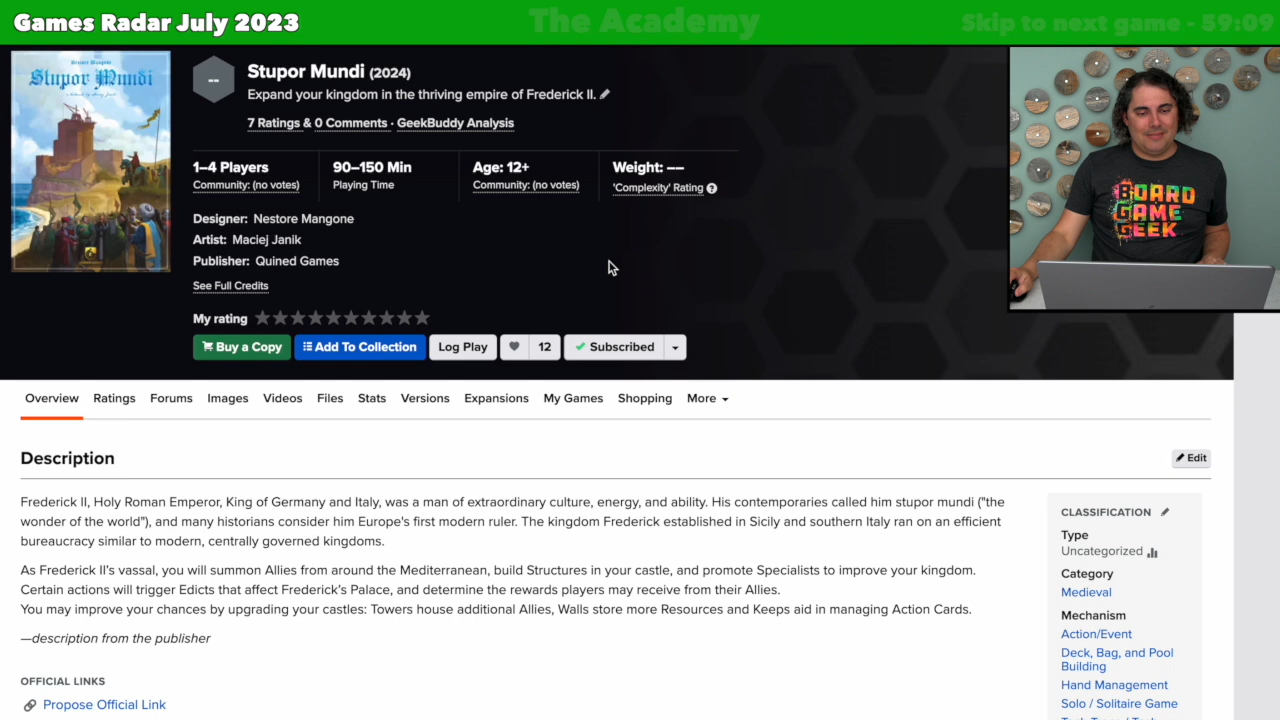 Games Radar July 2023
The Academy
Skip to next game - 59:09
Stupor Mundi
Stupor Mundi (2024)
--
Expand your kingdom in the thriving empire of Frederick II.
7 Ratings & 0 Comments · GeekBuddy Analysis
1–4 Players
Community: (no votes)
90–150 Min
Playing Time
Age: 12+
Community: (no votes)
Weight: --
'Complexity' Rating ?
Designer: Nestore Mangone
Artist: Maciej Janik
Publisher: Quined Games
See Full Credits
My rating
Buy a Copy
Add To Collection
Log Play
12
Subscribed
BOARD
GAME
GEEK
Overview Ratings Forums Images Videos Files Stats Versions Expansions My Games Shopping More
Description
Edit
Frederick II, Holy Roman Emperor, King of Germany and Italy, was a man of extraordinary culture, energy, and ability. His contemporaries called him stupor mundi ("the
wonder of the world"), and many historians consider him Europe's first modern ruler. The kingdom Frederick established in Sicily and southern Italy ran on an efficient
bureaucracy similar to modern, centrally governed kingdoms.
As Frederick II's vassal, you will summon Allies from around the Mediterranean, build Structures in your castle, and promote Specialists to improve your kingdom.
Certain actions will trigger Edicts that affect Frederick's Palace, and determine the rewards players may receive from their Allies.
You may improve your chances by upgrading your castles: Towers house additional Allies, Walls store more Resources and Keeps aid in managing Action Cards.
—description from the publisher
OFFICIAL LINKS
Propose Official Link
CLASSIFICATION
Type
Uncategorized
Category
Medieval
Mechanism
Action/Event
Deck, Bag, and Pool
Building
Hand Management
Solo / Solitaire Game